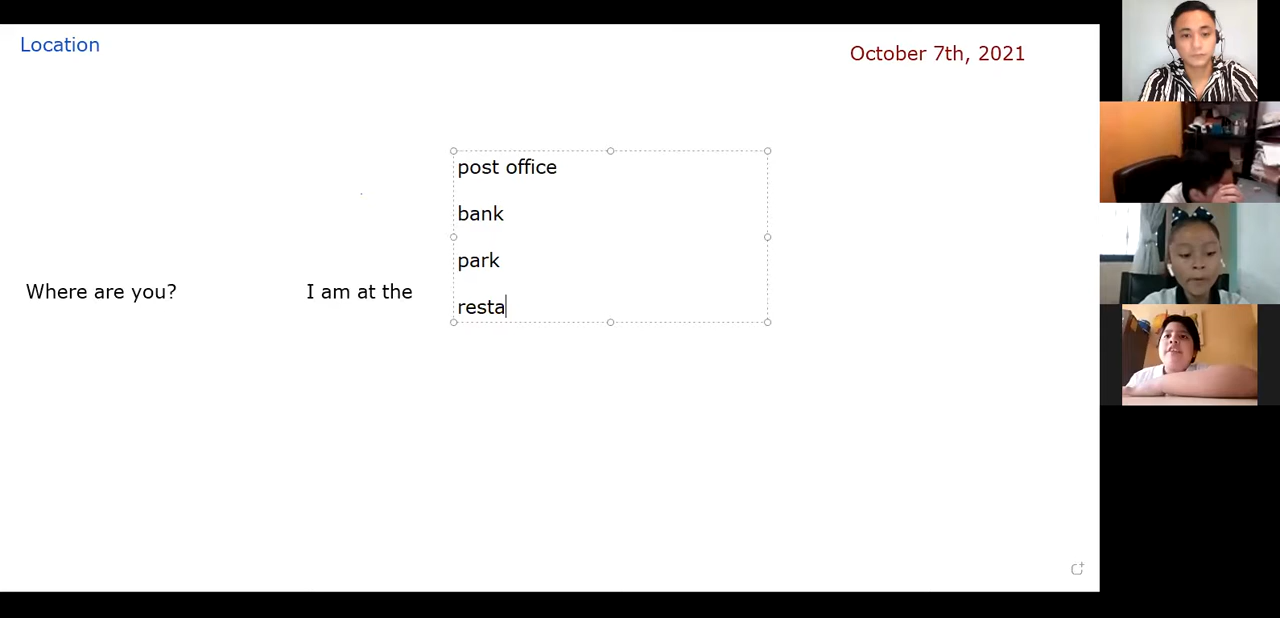 Location
October 7th, 2021
post office
bank
park
Where are you? I am at the
resta